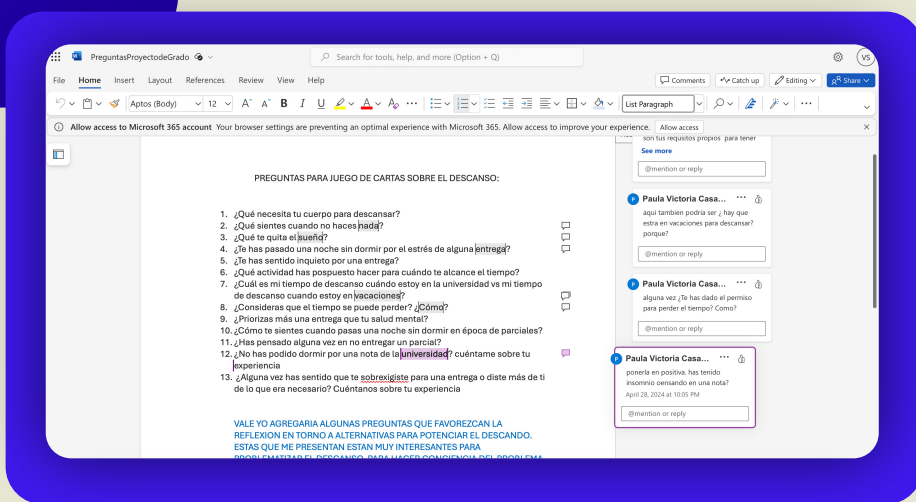 PreguntasProyectodeGrado
Search for tools, help, and more (Option + Q)
VS
File Home Insert Layout References Review View Help
Comments Catch up Editing Share
Aptos (Body) 12 A A B I U A A List Paragraph
Allow access to Microsoft 365 account Your browser settings are preventing an optimal experience with Microsoft 365. Allow access to improve your experience. Allow access
son tus requsitos propios para tener
See more
@mention or reply
PREGUNTAS PARA JUEGO DE CARTAS SOBRE EL DESCANSO:
1. ¿Qué necesita tu cuerpo para descansar?
2. ¿Qué sientes cuando no haces nada?
3. ¿Qué te quita el sueño?
4. ¿Te has pasado una noche sin dormir por el estrés de alguna entrega?
5. ¿Te has sentido inquieto por una entrega?
6. ¿Qué actividad has pospuesto hacer para cuándo te alcance el tiempo?
7. ¿Cuál es mi tiempo de descanso cuándo estoy en la universidad vs mi tiempo
de descanso cuando estoy en vacaciones?
8. ¿Consideras que el tiempo se puede perder? ¿Cómo?
9. ¿Priorizas más una entrega que tu salud mental?
10. ¿Cómo te sientes cuando pasas una noche sin dormir en época de parciales?
11. ¿Has pensado alguna vez en no entregar un parcial?
12. ¿No has podido dormir por una nota de la universidad? cuéntame sobre tu
experiencia
13. ¿Alguna vez has sentido que te sobrexigiste para una entrega o diste más de ti
de lo que era necesario? Cuéntanos sobre tu experiencia
VALE YO AGREGARIA ALGUNAS PREGUNTAS QUE FAVOREZCAN LA
REFLEXION EN TORNO A ALTERNATIVAS PARA POTENCIAR EL DESCANDO.
ESTAS QUE ME PRESENTAN ESTAN MUY INTERESANTES PARA
PROBLEMATIZAR EL DESCANSO, PARA HACER CONCIENCIA DEL PROBLEMA
P Paula Victoria Casa...
aqui tambien podria ser ¿ hay que
estra en vacaciones para descansar?
porque?
@mention or reply
P Paula Victoria Casa...
alguna vez ¿Te has dado el permiso
para perder el tiempo? Como?
@mention or reply
P Paula Victoria Casa...
ponerla en positiva. has tenido
insomnio oensando en una nota?
April 28, 2024 at 10:05 PM
@mention or reply